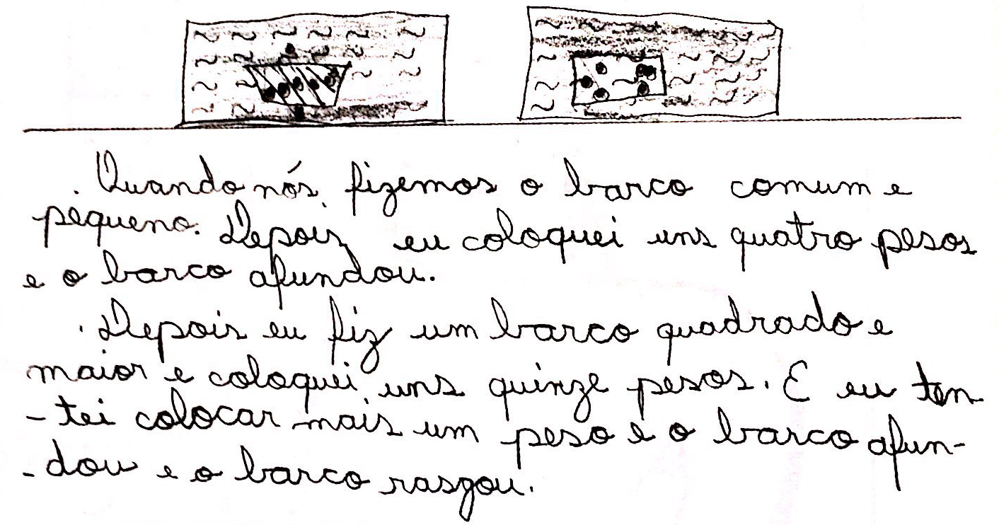 . Quando nós fizemos o barco comum e
pequeno. Depois eu coloquei uns quatro pesos
e o barco afundou.
. Depois eu fiz um barco quadrado e
maior e coloquei uns quinze pesos. E eu ten-
-tei colocar mais um peso e o barco afun-
-dou e o barco rasgou.